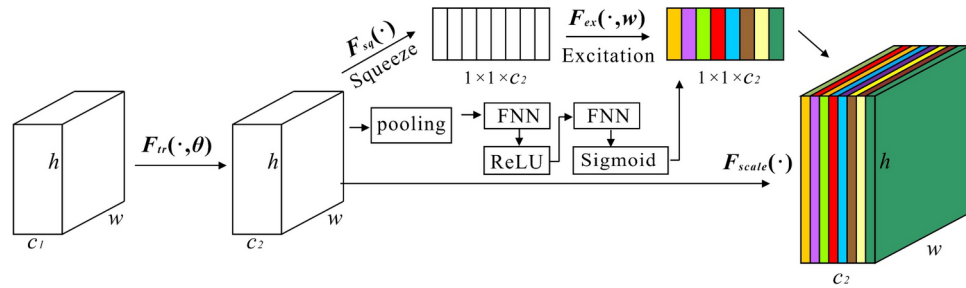 F_sq(·)
Squeeze
1×1×c₂
F_ex(·,w)
Excitation
1×1×c₂
h
w
c₁
F_tr(·,θ)
h
w
c₂
pooling
FNN
ReLU
FNN
Sigmoid
F_scale(·)
h
w
c₂